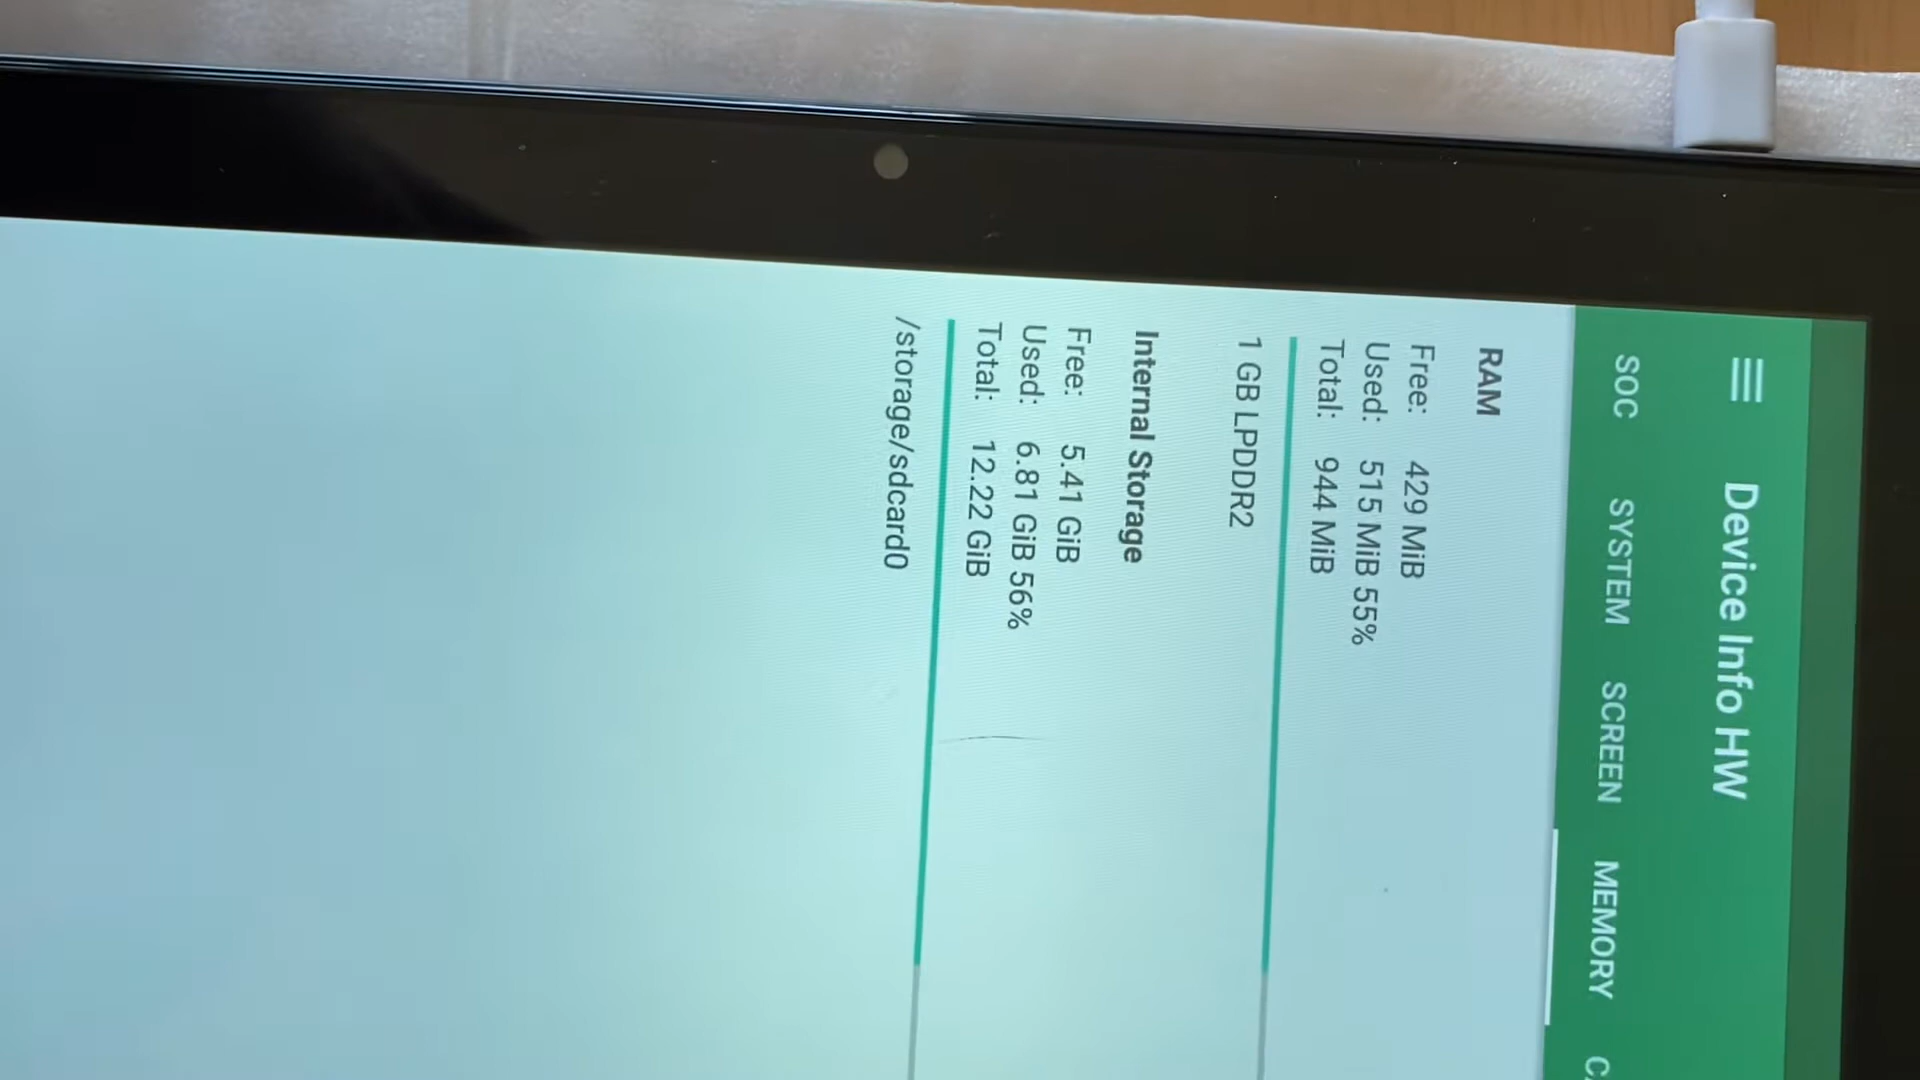 Device Info HW
SOC SYSTEM SCREEN MEMORY
RAM
Free: 429 MiB
Used: 515 MiB 55%
Total: 944 MiB
1 GB LPDDR2
Internal Storage
Free: 5.41 GiB
Used: 6.81 GiB 56%
Total: 12.22 GiB
/storage/sdcard0